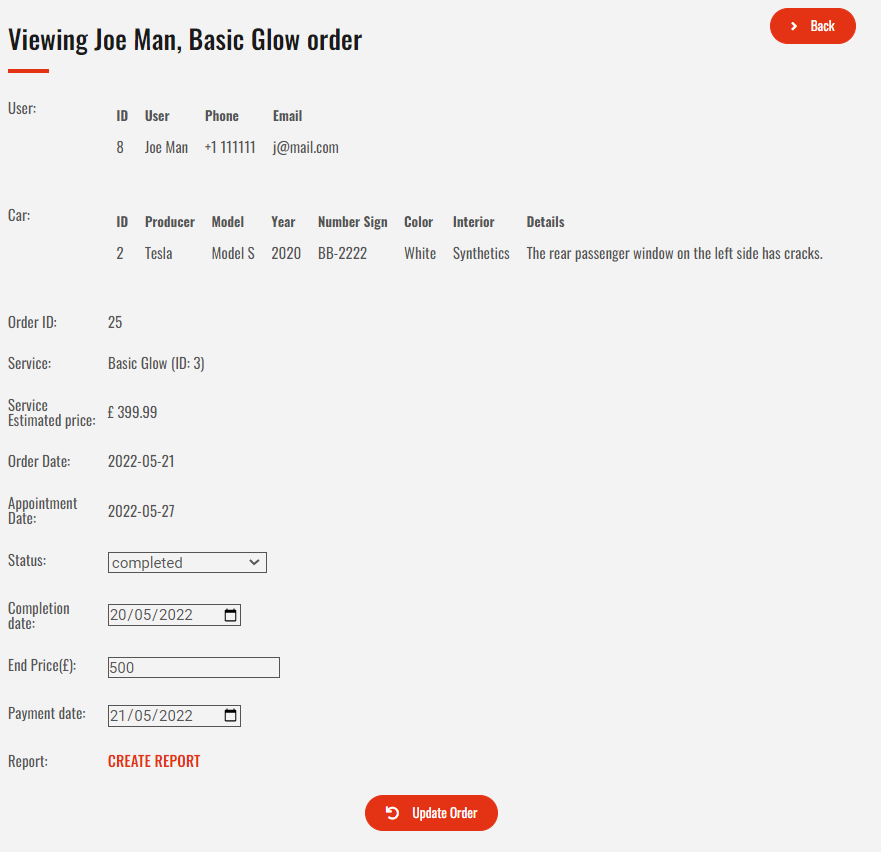 Viewing Joe Man, Basic Glow order
Back
User:
ID User Phone Email
8 Joe Man +1 111111 j@mail.com
Car:
ID Producer Model Year Number Sign Color Interior Details
2 Tesla Model S 2020 BB-2222 White Synthetics The rear passenger window on the left side has cracks.
Order ID: 25
Service: Basic Glow (ID: 3)
Service
Estimated price: £ 399.99
Order Date: 2022-05-21
Appointment
Date: 2022-05-27
Status: completed
Completion
date: 20/05/2022
End Price(£): 500
Payment date: 21/05/2022
Report: CREATE REPORT
Update Order